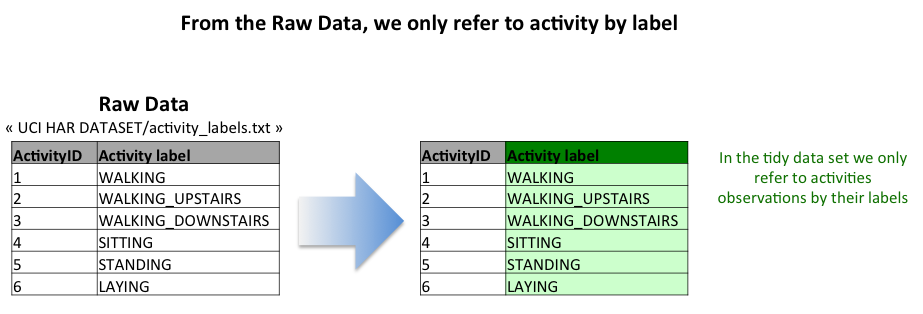 From the Raw Data, we only refer to activity by label
Raw Data
« UCI HAR DATASET/activity_labels.txt »
ActivityID Activity label
1 WALKING
2 WALKING_UPSTAIRS
3 WALKING_DOWNSTAIRS
4 SITTING
5 STANDING
6 LAYING
ActivityID Activity label
1 WALKING
2 WALKING_UPSTAIRS
3 WALKING_DOWNSTAIRS
4 SITTING
5 STANDING
6 LAYING
In the tidy data set we only
refer to activities
observations by their labels